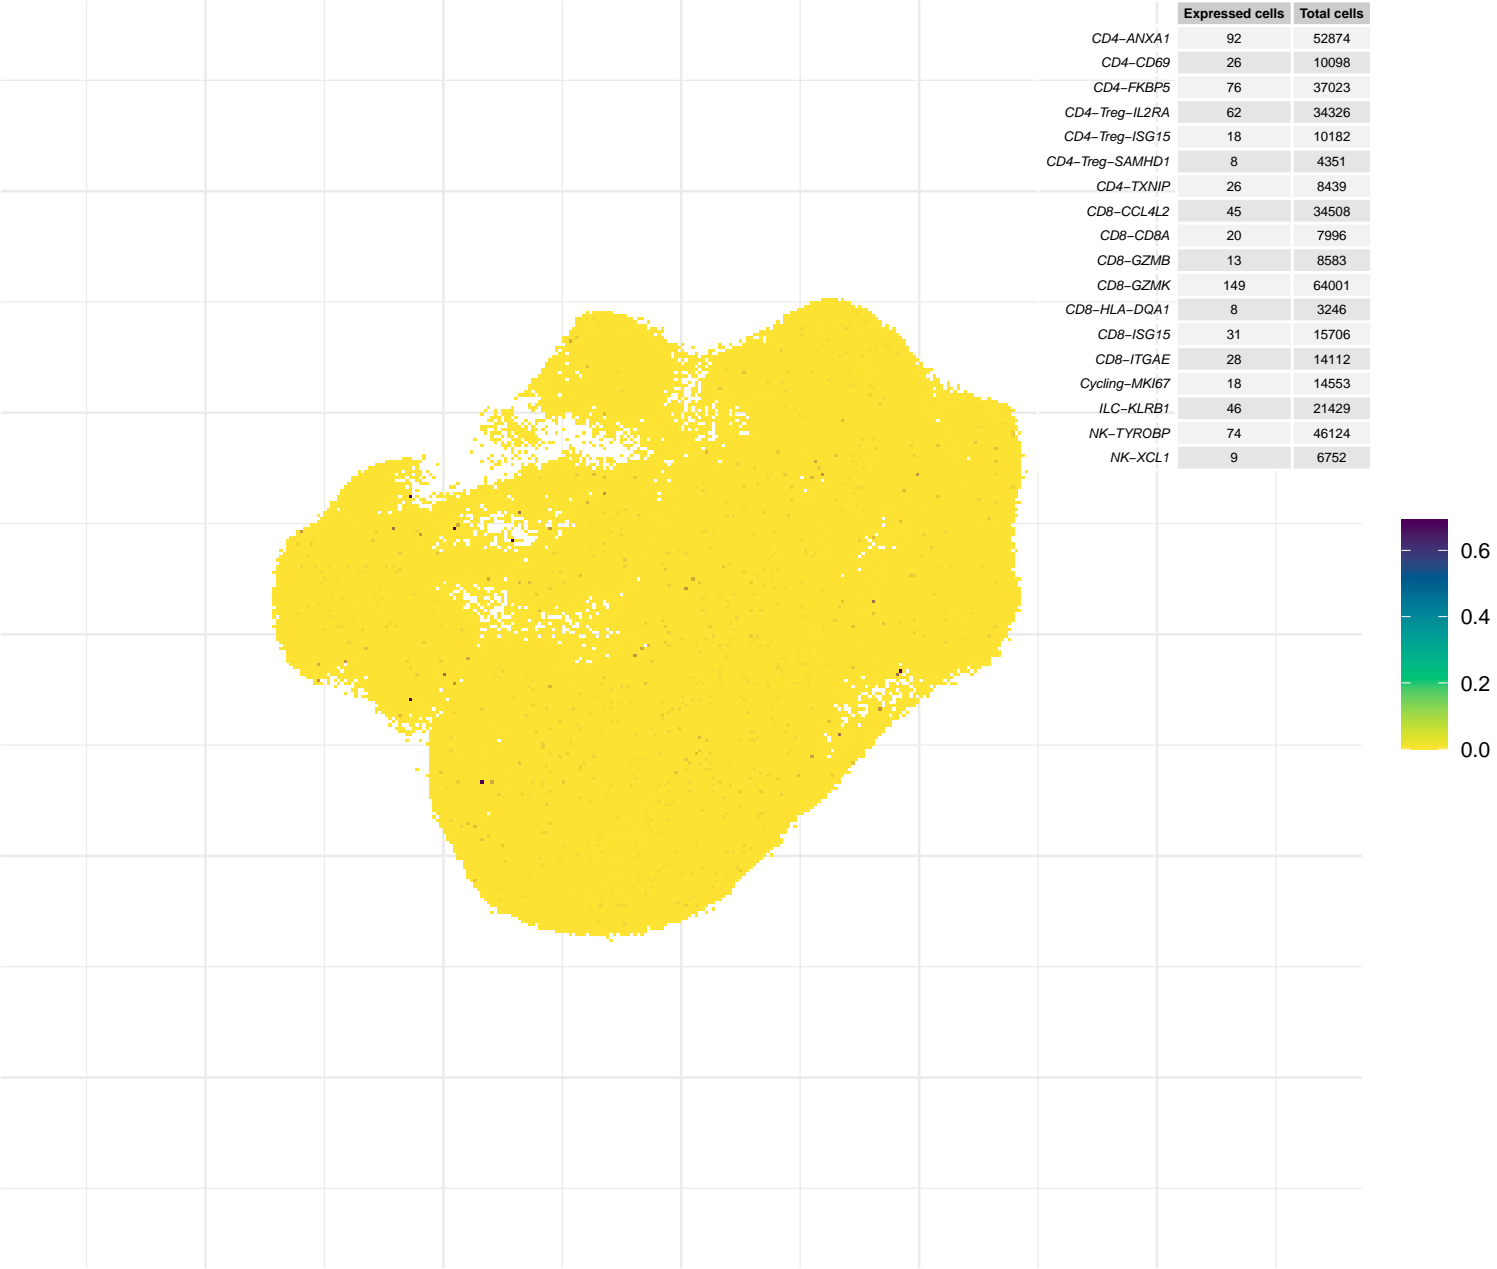 Expressed cells Total cells
CD4−ANXA1 92 52874
CD4−CD69 26 10098
CD4−FKBP5 76 37023
CD4−Treg−IL2RA 62 34326
CD4−Treg−ISG15 18 10182
CD4−Treg−SAMHD1 8 4351
CD4−TXNIP 26 8439
CD8−CCL4L2 45 34508
CD8−CD8A 20 7996
CD8−GZMB 13 8583
CD8−GZMK 149 64001
CD8−HLA−DQA1 8 3246
CD8−ISG15 31 15706
CD8−ITGAE 28 14112
Cycling−MKI67 18 14553
ILC−KLRB1 46 21429
NK−TYROBP 74 46124
NK−XCL1 9 6752
0.6
0.4
0.2
0.0